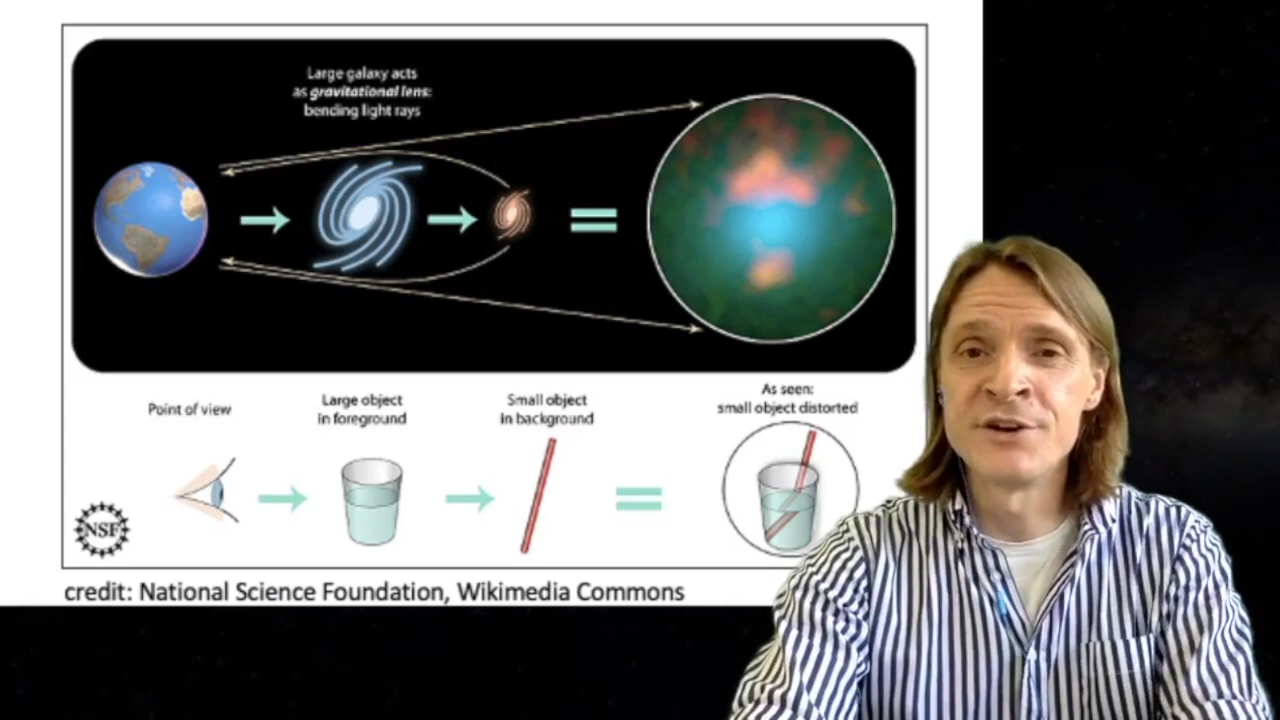 Large galaxy acts
as gravitational lens:
bending light rays
Point of view
Large object
in foreground
Small object
in background
As seen:
small object distorted
NSF
credit: National Science Foundation, Wikimedia Commons